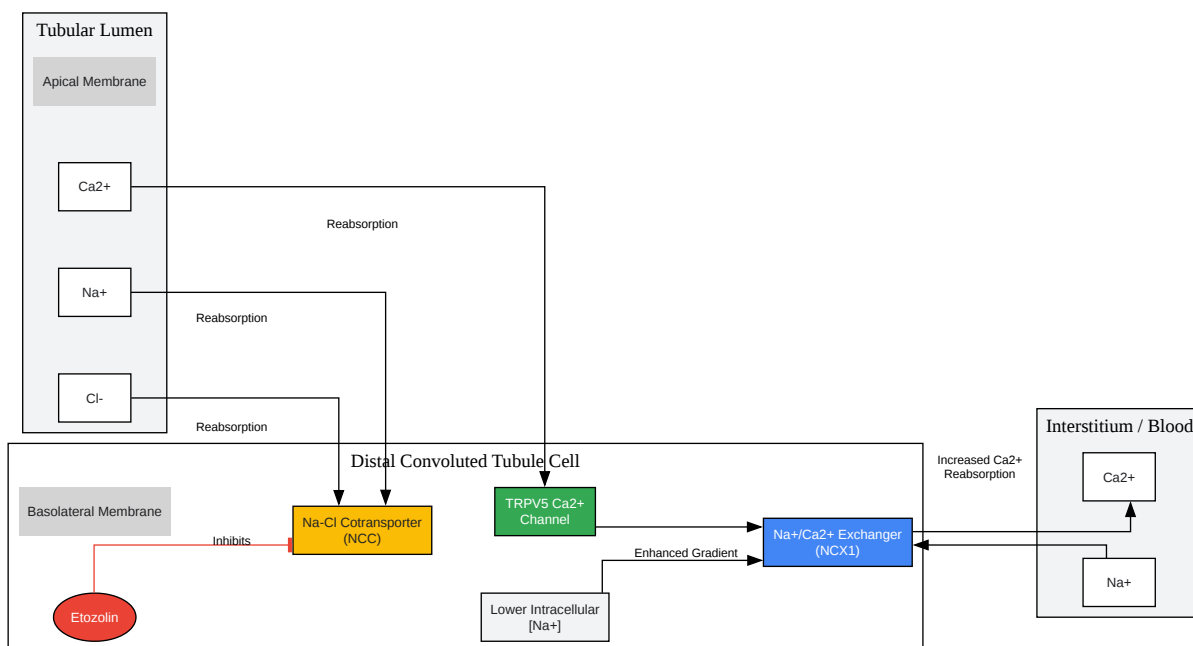 Tubular Lumen
Apical Membrane
Ca2+
Reabsorption
Na+
Reabsorption
Cl-
Reabsorption
Interstitium / Blood
Distal Convoluted Tubule Cell
Increased Ca2+
Reabsorption
Ca2+
Basolateral Membrane
TRPV5 Ca2+
Channel
Na-Cl Cotransporter
(NCC)
Na+/Ca2+ Exchanger
(NCX1)
Inhibits
Enhanced Gradient
Na+
Etozolin
Lower Intracellular
[Na+]